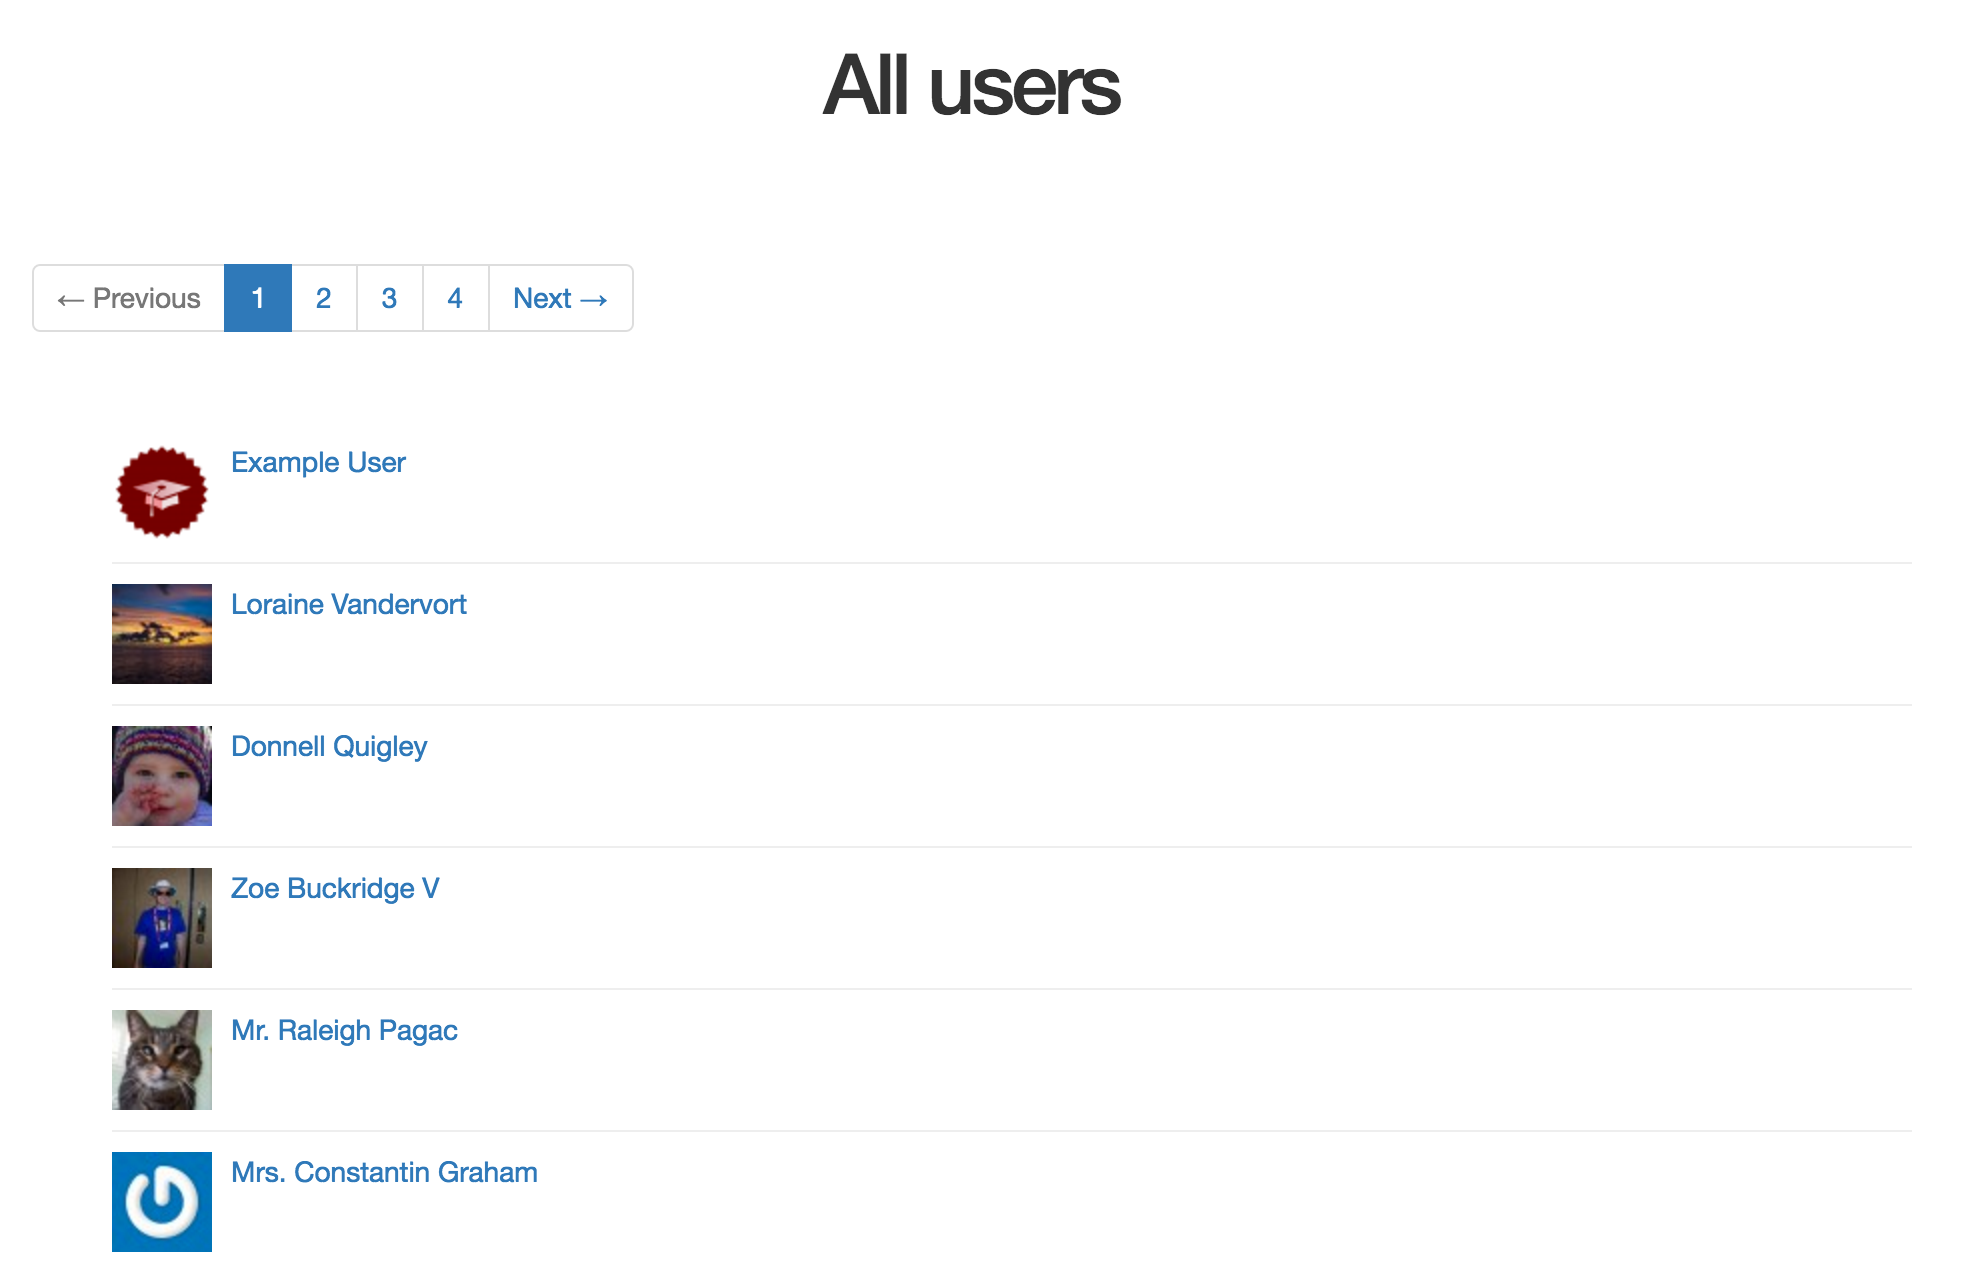 All users
← Previous 1 2 3 4 Next →
Example User
Loraine Vandervort
Donnell Quigley
Zoe Buckridge V
Mr. Raleigh Pagac
Mrs. Constantin Graham